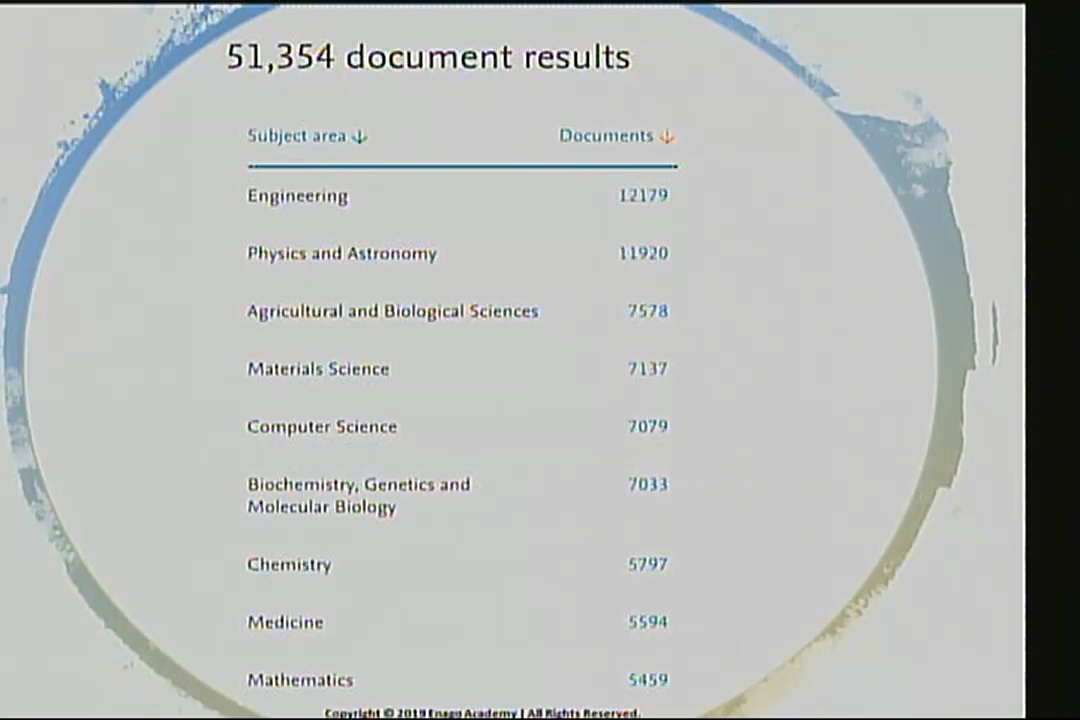 51,354 document results
Subject area Documents
Engineering 12179
Physics and Astronomy 11920
Agricultural and Biological Sciences 7578
Materials Science 7137
Computer Science 7079
Biochemistry, Genetics and 7033
Molecular Biology
Chemistry 5797
Medicine 5594
Mathematics 5459
Copyright © 2019 Enago Academy | All Rights Reserved.